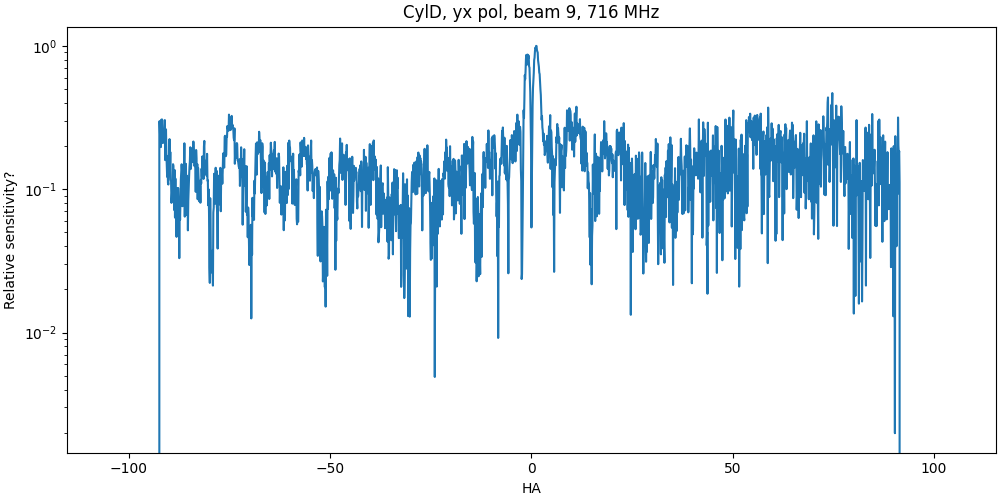 CylD, yx pol, beam 9, 716 MHz
Relative sensitivity?
10⁰
10⁻¹
10⁻²
−100
−50
0
50
100
HA